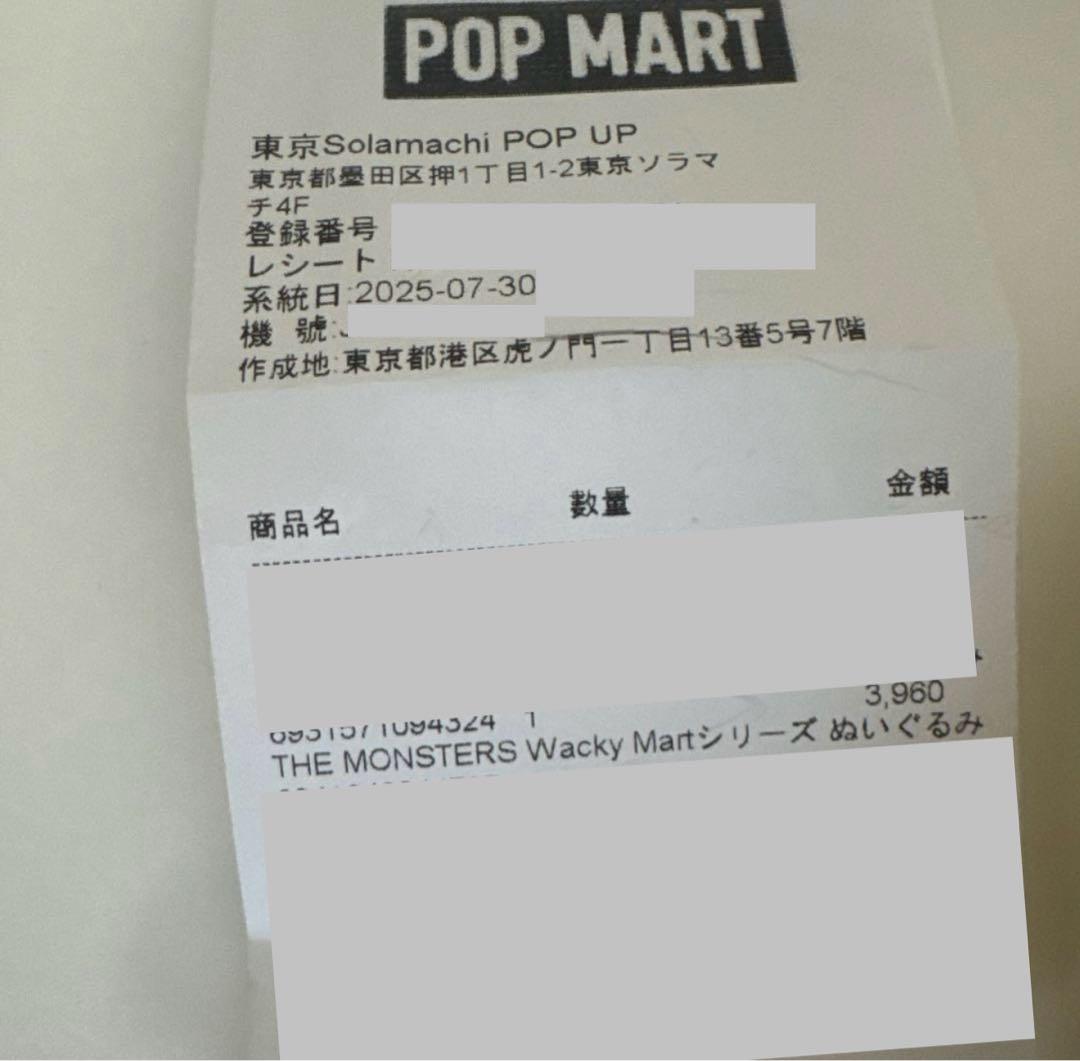 POP MART
東京Solamachi POP UP
東京都墨田区押1丁目1-2東京ソラマ
チ4F
登録番号
レシート
系統日:2025-07-30
機 號:
作成地:東京都港区虎ノ門一丁目13番5号7階
商品名 數量 金額
3,960
6931571094324 1
THE MONSTERS Wacky Martシリーズ ぬいぐるみ